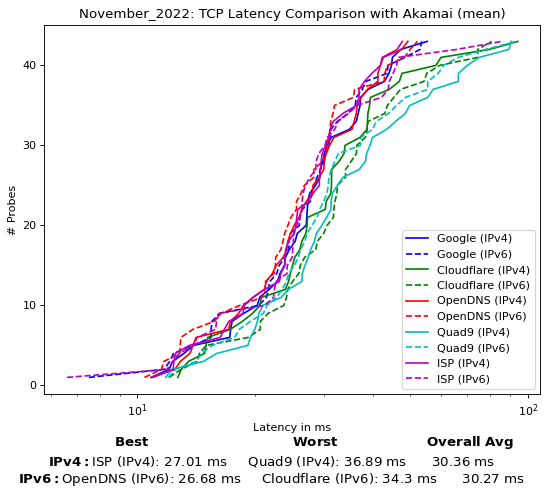 November_2022: TCP Latency Comparison with Akamai (mean)
# Probes
40
30
20
10
0
Google (IPv4)
Google (IPv6)
Cloudflare (IPv4)
Cloudflare (IPv6)
OpenDNS (IPv4)
OpenDNS (IPv6)
Quad9 (IPv4)
Quad9 (IPv6)
ISP (IPv4)
ISP (IPv6)
10¹ 10²
Latency in ms
Best Worst Overall Avg
IPv4: ISP (IPv4): 27.01 ms Quad9 (IPv4): 36.89 ms 30.36 ms
IPv6: OpenDNS (IPv6): 26.68 ms Cloudflare (IPv6): 34.3 ms 30.27 ms